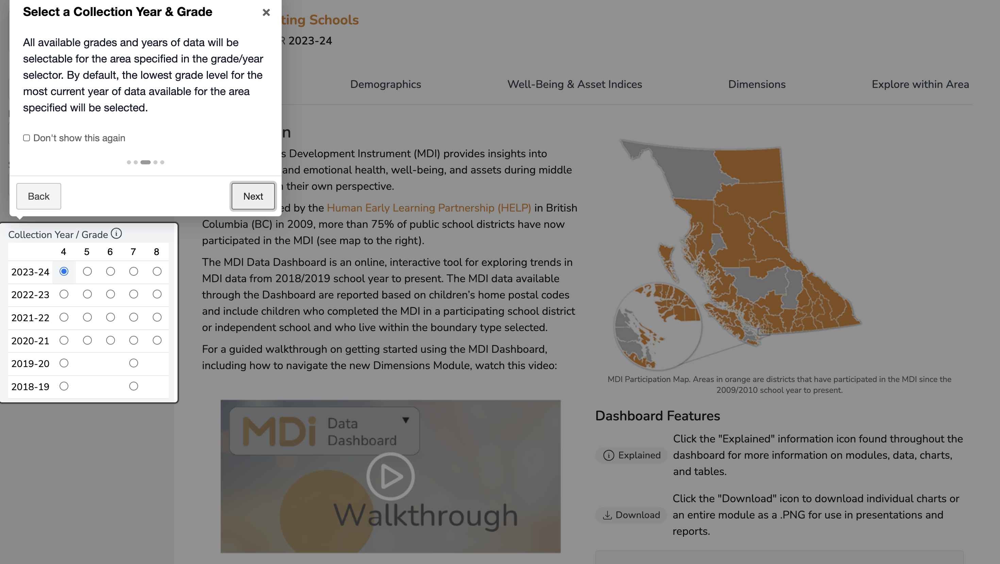 Select a Collection Year & Grade
All available grades and years of data will be
selectable for the area specified in the grade/year
selector. By default, the lowest grade level for the
most current year of data available for the area
specified will be selected.
Don't show this again
Back
Next
Collection Year / Grade
4 5 6 7 8
2023-24
2022-23
2021-22
2020-21
2019-20
2018-19
ting Schools
R 2023-24
Demographics
Well-Being & Asset Indices
Dimensions
Explore within Area
n
s Development Instrument (MDI) provides insights into
and emotional health, well-being, and assets during middle
their own perspective.
ed by the Human Early Learning Partnership (HELP) in British
Columbia (BC) in 2009, more than 75% of public school districts have now
participated in the MDI (see map to the right).
The MDI Data Dashboard is an online, interactive tool for exploring trends in
MDI data from 2018/2019 school year to present. The MDI data available
through the Dashboard are reported based on children’s home postal codes
and include children who completed the MDI in a participating school district
or independent school and who live within the boundary type selected.
For a guided walkthrough on getting started using the MDI Dashboard,
including how to navigate the new Dimensions Module, watch this video:
MDi Data
Dashboard
Walkthrough
MDI Participation Map. Areas in orange are districts that have participated in the MDI since the
2009/2010 school year to present.
Dashboard Features
Explained
Click the "Explained" information icon found throughout the
dashboard for more information on modules, data, charts,
and tables.
Download
Click the "Download" icon to download individual charts or
an entire module as a .PNG for use in presentations and
reports.